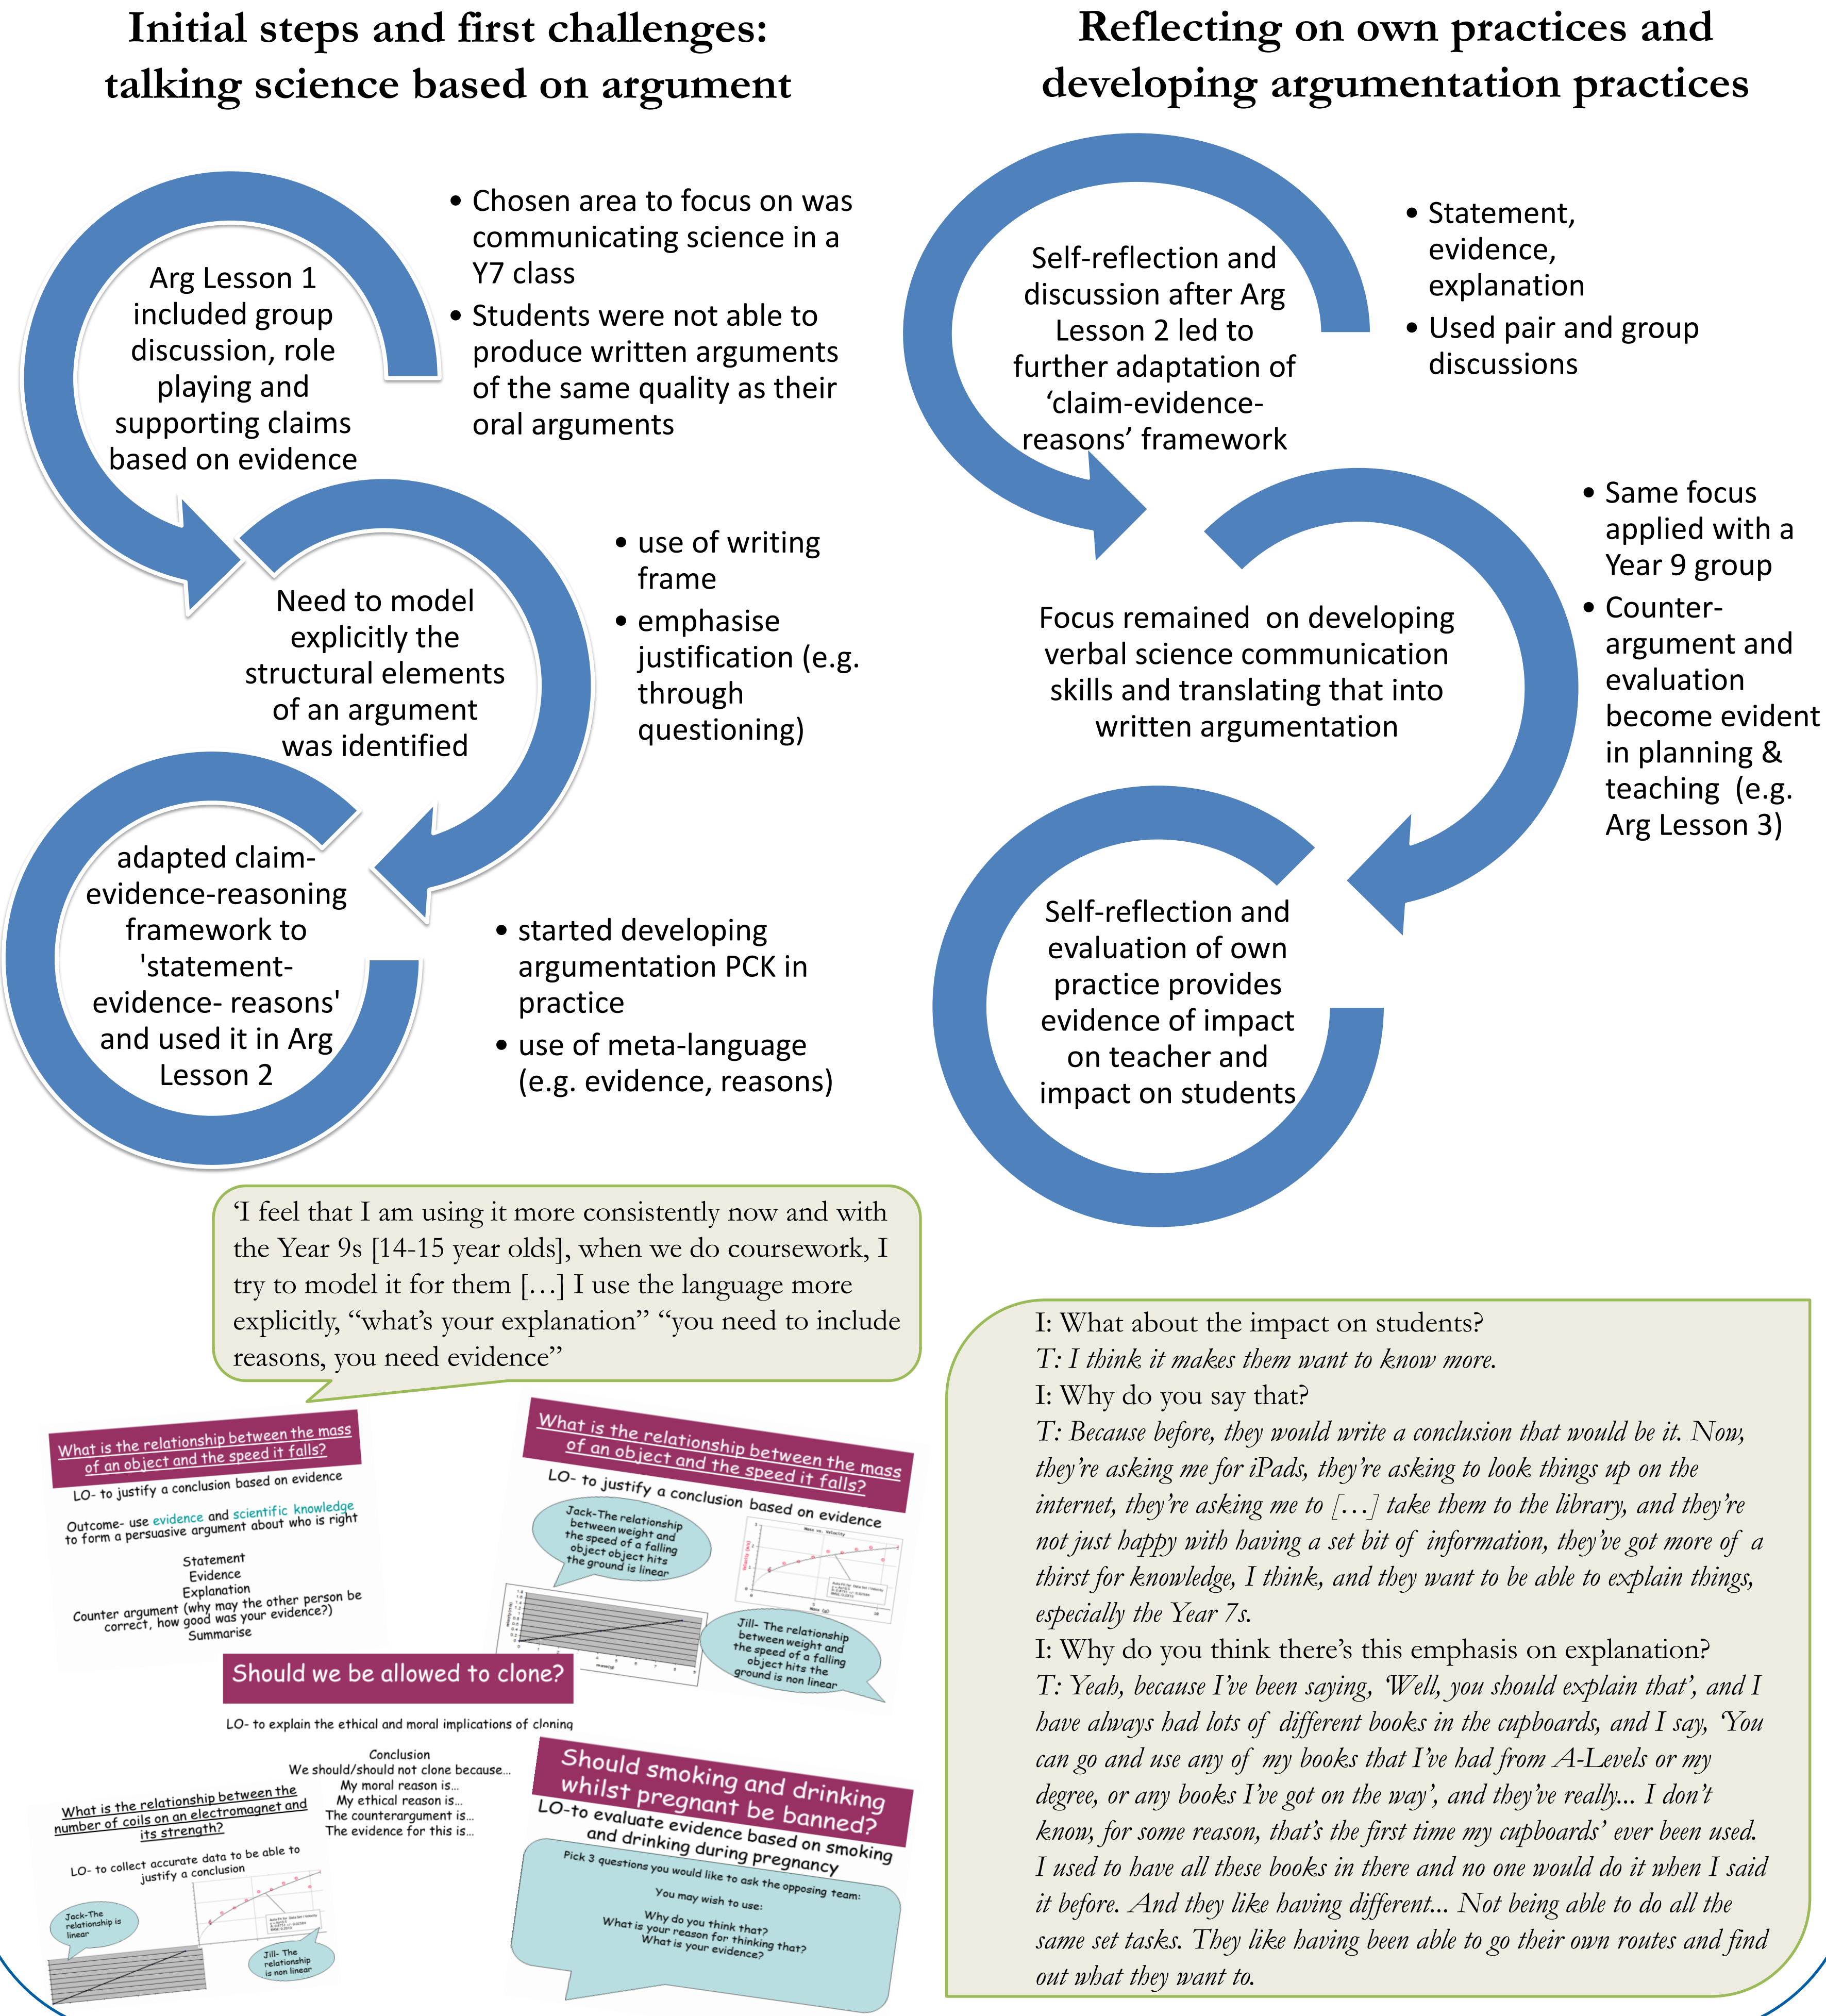 Initial steps and first challenges:
talking science based on argument
Arg Lesson 1
included group
discussion, role
playing and
supporting claims
based on evidence
• Chosen area to focus on was
communicating science in a
Y7 class
• Students were not able to
produce written arguments
of the same quality as their
oral arguments
Need to model
explicitly the
structural elements
of an argument
was identified
• use of writing
frame
• emphasise
justification (e.g.
through
questioning)
adapted claim-
evidence-reasoning
framework to
'statement-
evidence- reasons'
and used it in Arg
Lesson 2
• started developing
argumentation PCK in
practice
• use of meta-language
(e.g. evidence, reasons)
‘I feel that I am using it more consistently now and with
the Year 9s [14-15 year olds], when we do coursework, I
try to model it for them […] I use the language more
explicitly, “what’s your explanation” “you need to include
reasons, you need evidence”
What is the relationship between the mass
of an object and the speed it falls?
LO- to justify a conclusion based on evidence
Outcome- use evidence and scientific knowledge
to form a persuasive argument about who is right
Statement
Evidence
Explanation
Counter argument (why may the other person be
correct, how good was your evidence?)
Summarise
What is the relationship between the mass
of an object and the speed it falls?
LO- to justify a conclusion based on evidence
Jack-The relationship
between weight and
the speed of a falling
object object hits
the ground is linear
Mass vs. Velocity
Jill- The relationship
between weight and
the speed of a falling
object hits the
ground is non linear
Should we be allowed to clone?
LO- to explain the ethical and moral implications of cloning
Conclusion
We should/should not clone because…
My moral reason is…
My ethical reason is…
The counterargument is…
The evidence for this is…
What is the relationship between the
number of coils on an electromagnet and
its strength?
LO- to collect accurate data to be able to
justify a conclusion
Jack-The
relationship is
linear
Jill- The
relationship
is non linear
Should smoking and drinking
whilst pregnant be banned?
LO-to evaluate evidence based on smoking
and drinking during pregnancy
Pick 3 questions you would like to ask the opposing team:
You may wish to use:
Why do you think that?
What is your reason for thinking that?
What is your evidence?
Reflecting on own practices and
developing argumentation practices
Self-reflection and
discussion after Arg
Lesson 2 led to
further adaptation of
‘claim-evidence-
reasons’ framework
• Statement,
evidence,
explanation
• Used pair and group
discussions
Focus remained on developing
verbal science communication
skills and translating that into
written argumentation
• Same focus
applied with a
Year 9 group
• Counter-
argument and
evaluation
become evident
in planning &
teaching (e.g.
Arg Lesson 3)
Self-reflection and
evaluation of own
practice provides
evidence of impact
on teacher and
impact on students
I: What about the impact on students?
T: I think it makes them want to know more.
I: Why do you say that?
T: Because before, they would write a conclusion that would be it. Now,
they’re asking me for iPads, they’re asking to look things up on the
internet, they’re asking me to […] take them to the library, and they’re
not just happy with having a set bit of information, they’ve got more of a
thirst for knowledge, I think, and they want to be able to explain things,
especially the Year 7s.
I: Why do you think there’s this emphasis on explanation?
T: Yeah, because I’ve been saying, ‘Well, you should explain that’, and I
have always had lots of different books in the cupboards, and I say, ‘You
can go and use any of my books that I’ve had from A-Levels or my
degree, or any books I’ve got on the way’, and they’ve really... I don’t
know, for some reason, that’s the first time my cupboards’ ever been used.
I used to have all these books in there and no one would do it when I said
it before. And they like having different... Not being able to do all the
same set tasks. They like having been able to go their own routes and find
out what they want to.